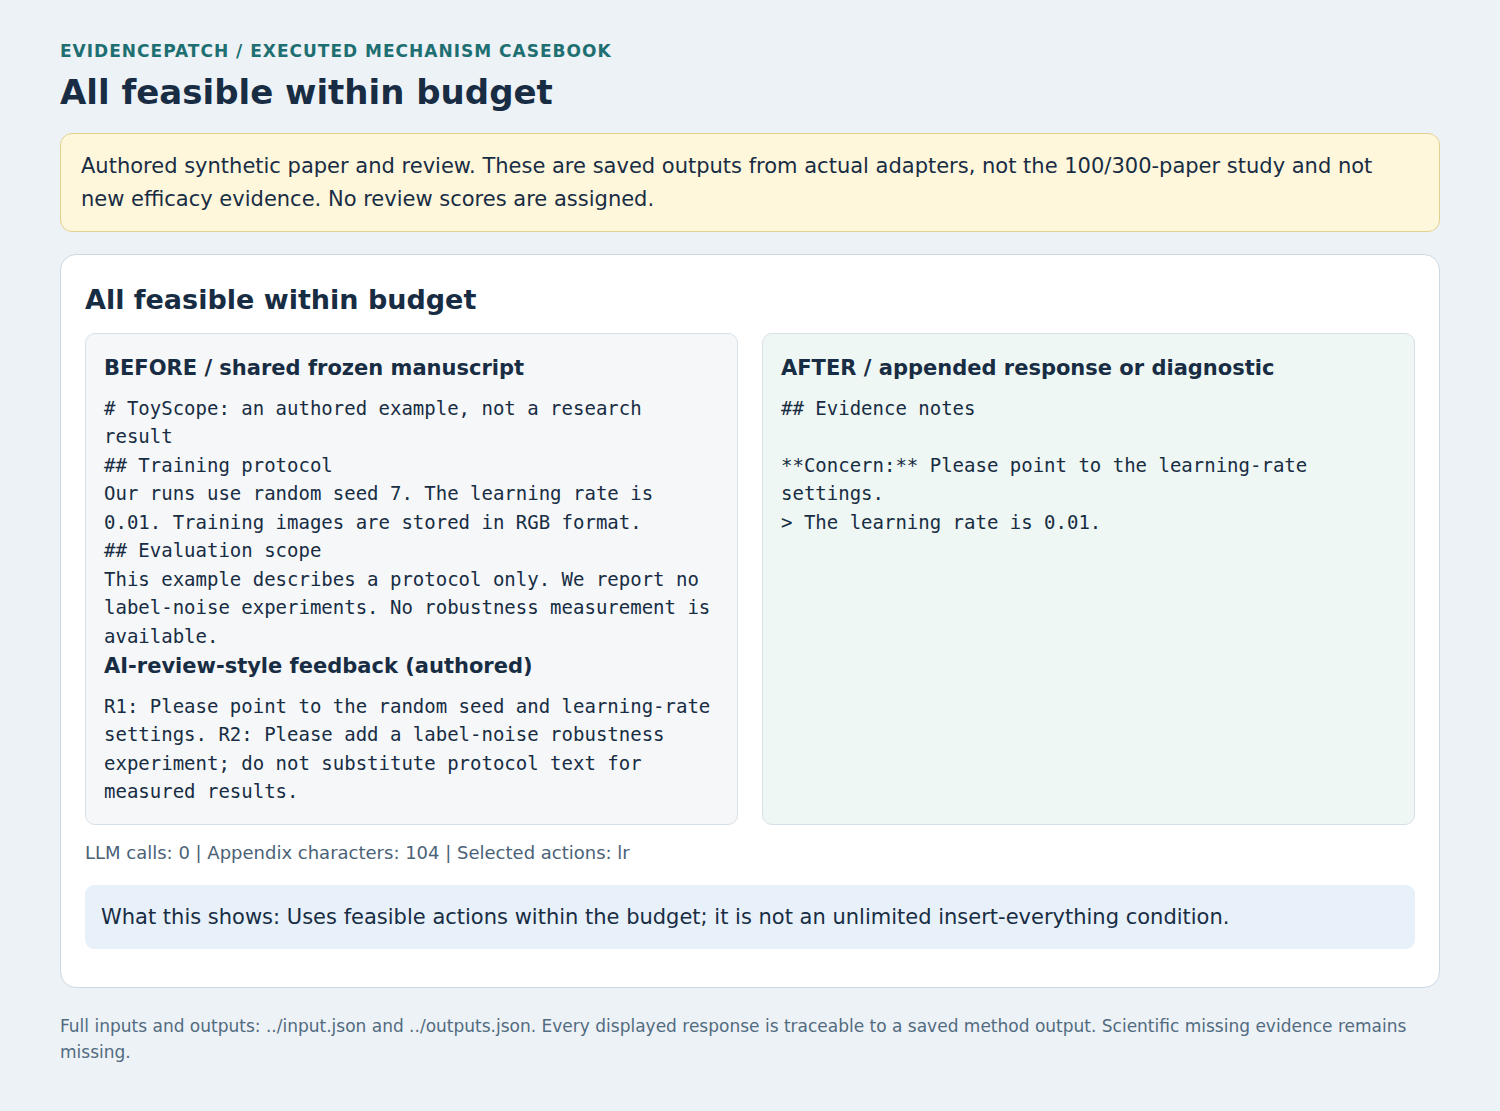 EVIDENCEPATCH / EXECUTED MECHANISM CASEBOOK
All feasible within budget
Authored synthetic paper and review. These are saved outputs from actual adapters, not the 100/300-paper study and not
new efficacy evidence. No review scores are assigned.
All feasible within budget
BEFORE / shared frozen manuscript
# ToyScope: an authored example, not a research
result
## Training protocol
Our runs use random seed 7. The learning rate is
0.01. Training images are stored in RGB format.
## Evaluation scope
This example describes a protocol only. We report no
label-noise experiments. No robustness measurement is
available.
AI-review-style feedback (authored)
R1: Please point to the random seed and learning-rate
settings. R2: Please add a label-noise robustness
experiment; do not substitute protocol text for
measured results.
AFTER / appended response or diagnostic
## Evidence notes
**Concern:** Please point to the learning-rate
settings.
> The learning rate is 0.01.
LLM calls: 0 | Appendix characters: 104 | Selected actions: lr
What this shows: Uses feasible actions within the budget; it is not an unlimited insert-everything condition.
Full inputs and outputs: ../input.json and ../outputs.json. Every displayed response is traceable to a saved method output. Scientific missing evidence remains
missing.